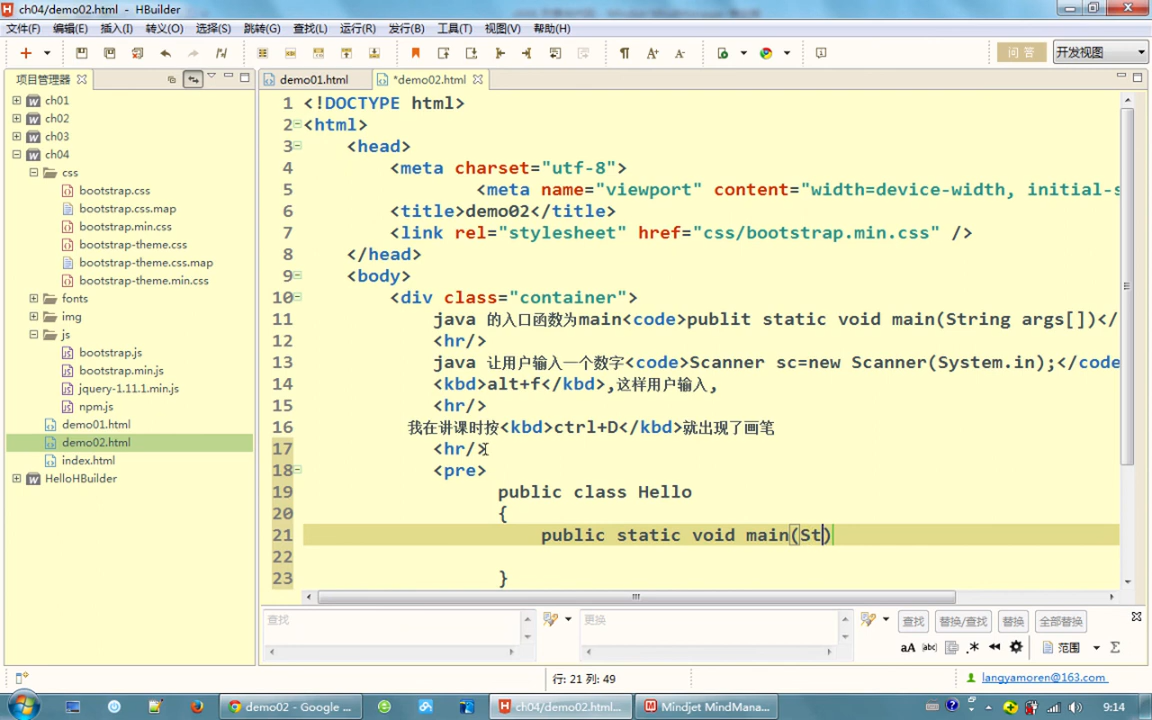 ch04/demo02.html - HBuilder
文件(F) 编辑(E) 插入(I) 转义(O) 选择(S) 跳转(G) 查找(L) 运行(R) 发行(B) 工具(T) 视图(V) 帮助(H)
问 答 开发视图
项目管理器 demo01.html *demo02.html
ch01
ch02
ch03
ch04
css
bootstrap.css
bootstrap.css.map
bootstrap.min.css
bootstrap-theme.css
bootstrap-theme.css.map
bootstrap-theme.min.css
fonts
img
js
bootstrap.js
bootstrap.min.js
jquery-1.11.1.min.js
npm.js
demo01.html
demo02.html
index.html
HelloHBuilder
1 <!DOCTYPE html>
2 <html>
3 <head>
4 <meta charset="utf-8">
5 <meta name="viewport" content="width=device-width, initial-s
6 <title>demo02</title>
7 <link rel="stylesheet" href="css/bootstrap.min.css" />
8 </head>
9 <body>
10 <div class="container">
11 java 的入口函数为main<code>publit static void main(String args[])</
12 <hr/>
13 java 让用户输入一个数字<code>Scanner sc=new Scanner(System.in);</code
14 <kbd>alt+f</kbd>,这样用户输入,
15 <hr/>
16 我在讲课时按<kbd>ctrl+D</kbd>就出现了画笔
17 <hr/>
18 <pre>
19 public class Hello
20 {
21 public static void main(St)
22
23 }
查找 更换 查找 替换/查找 替换 全部替换
aA abc .* 范围 Σ
行: 21 列: 49 langyamoren@163.com
demo02 - Google ... ch04/demo02.html... Mindjet MindMana... 9:14